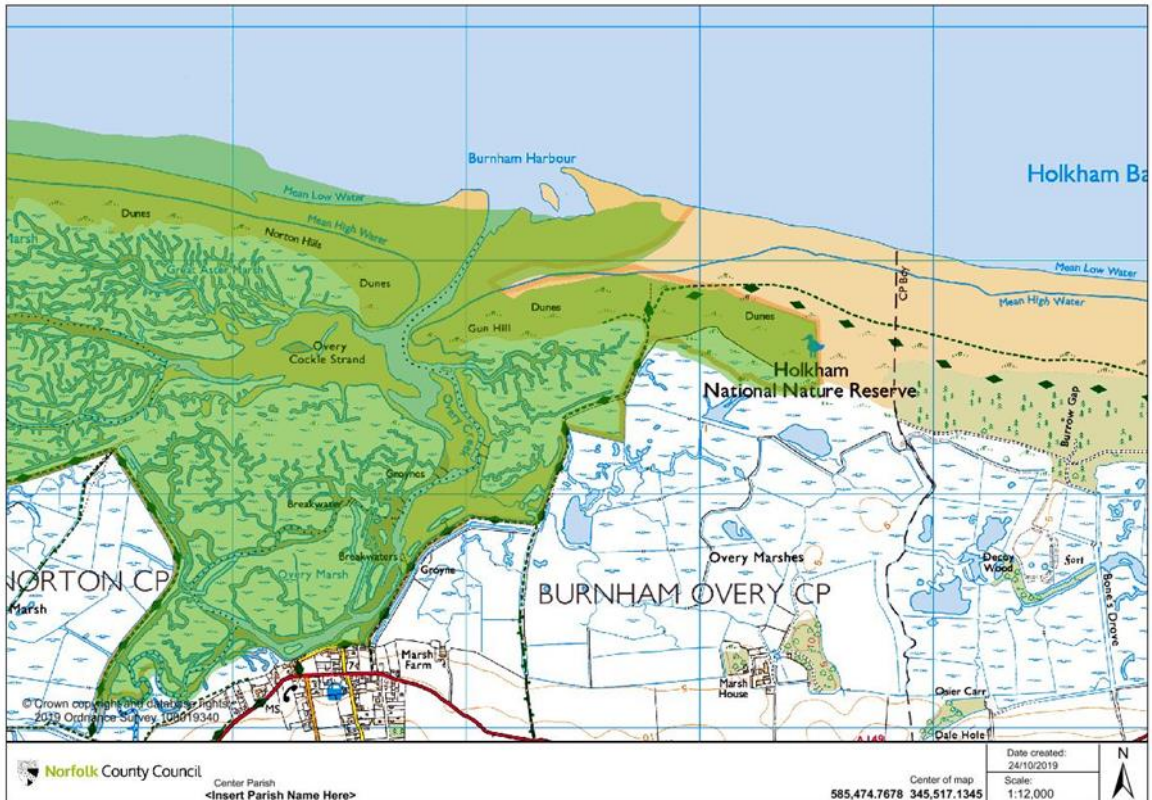 Burnham Harbour
Holkham Ba
Mean Low Water
Dunes
Mean High Water
Norton Hills
Marsh
Great Aster Marsh
CP Bdy
Mean Low Water
Mean High Water
Dunes
Dunes
Dunes
Gun Hill
Overy
Cockle Strand
Holkham
National Nature Reserve
Burrow Gap
Groynes
Breakwater
Breakwaters
Groyne
Overy Marsh
NORTON CP
Marsh
Overy Marshes
BURNHAM OVERY CP
Decoy
Wood
fort
Bone's Drove
Marsh
Farm
Marsh
House
MS
Osier Carr
Dale Hole
A149
© Crown copyright and database rights
2019 Ordnance Survey 100019340
Norfolk County Council
Center Parish
<Insert Parish Name Here>
Center of map
585,474.7678 345,517.1345
Date created:
24/10/2019
Scale:
1:12,000
N